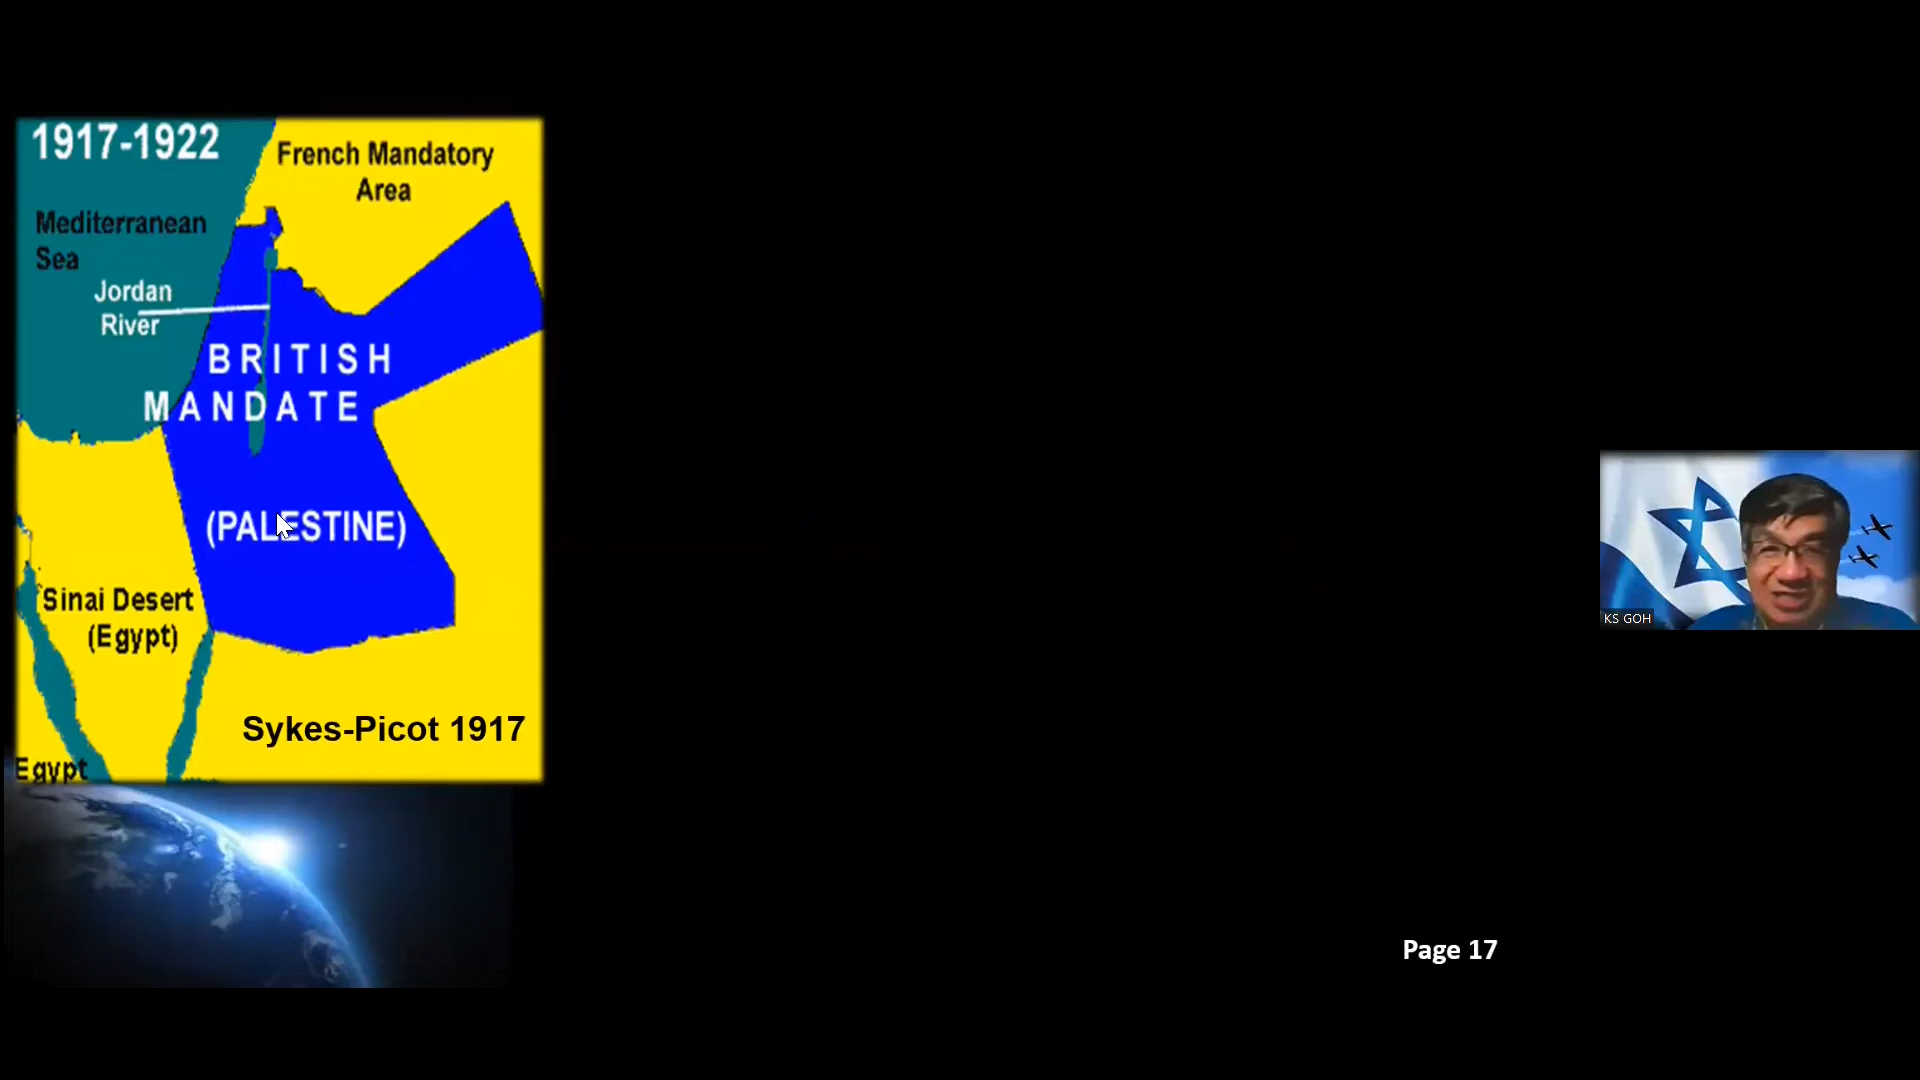 1917-1922
French Mandatory
Area
Mediterranean
Sea
Jordan
River
BRITISH
MANDATE
(PALESTINE)
Sinai Desert
(Egypt)
Sykes-Picot 1917
Egypt
KS GOH
Page 17